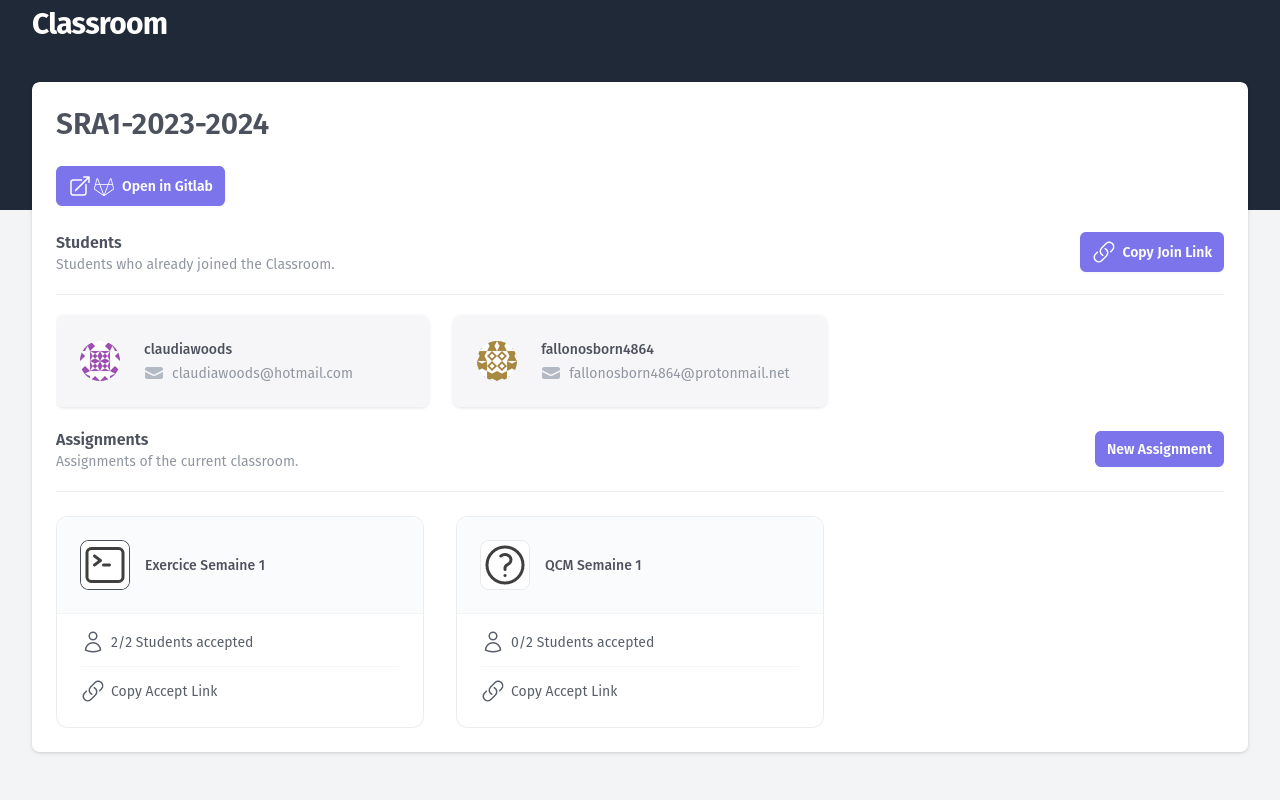 Classroom
SRA1-2023-2024
Open in Gitlab
Students
Students who already joined the Classroom.
Copy Join Link
claudiawoods
claudiawoods@hotmail.com
fallonosborn4864
fallonosborn4864@protonmail.net
Assignments
Assignments of the current classroom.
New Assignment
Exercice Semaine 1
2/2 Students accepted
Copy Accept Link
QCM Semaine 1
0/2 Students accepted
Copy Accept Link